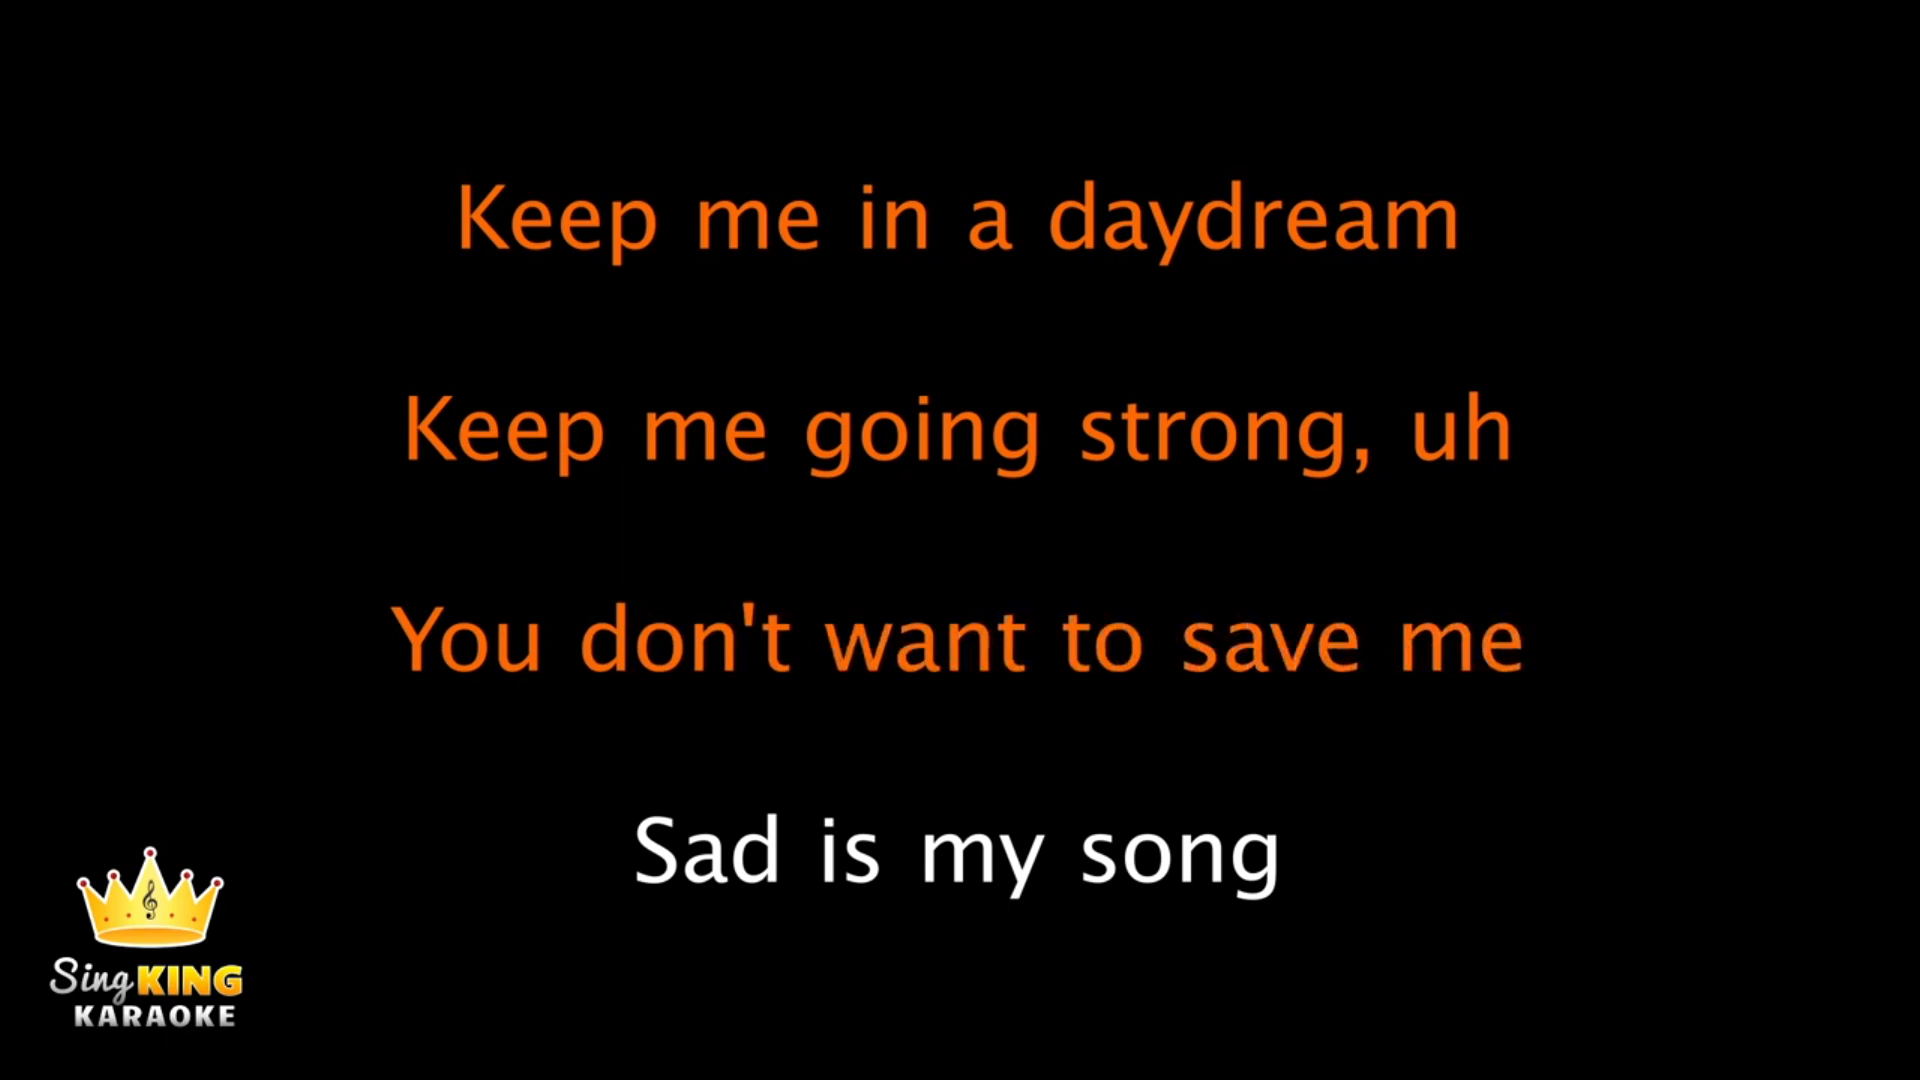 Keep me in a daydream
Keep me going strong, uh
You don't want to save me
Sad is my song
Sing KING
KARAOKE